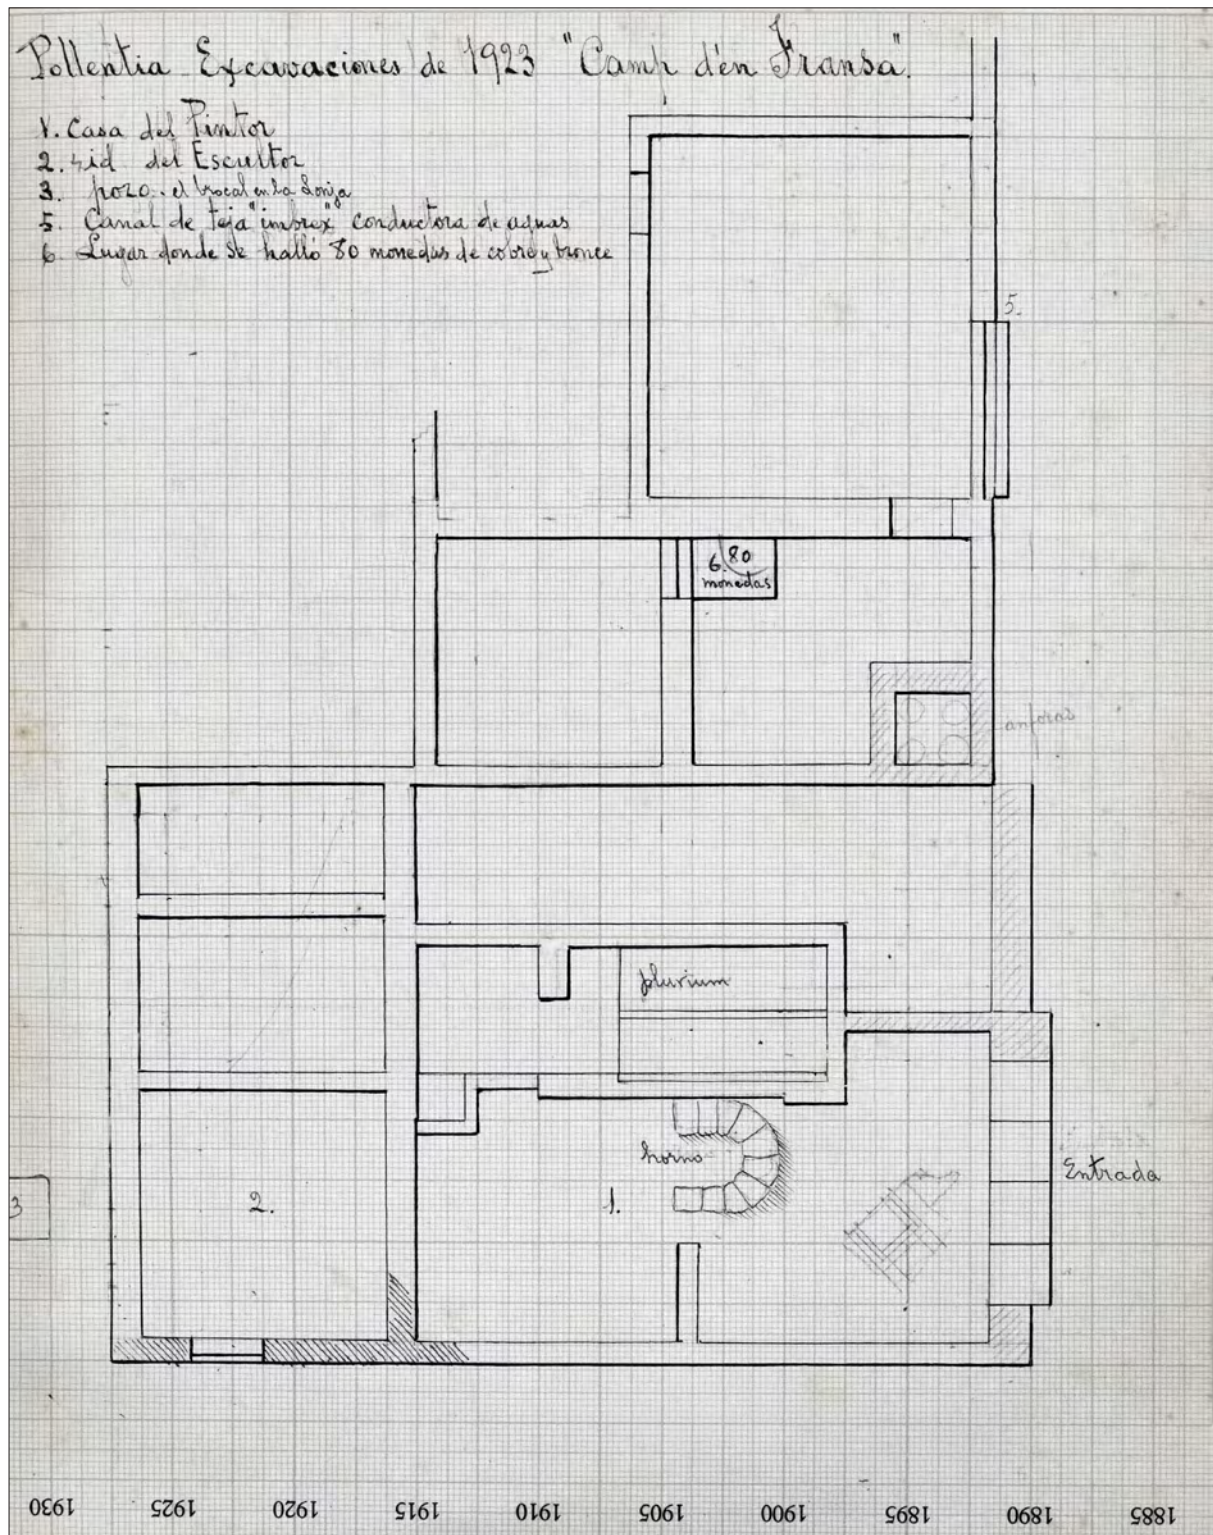 Pollentia Excavaciones de 1923 "Camp d'én Fransa".
1. Casa del Pintor
2. id del Escultor
3. pozo. el brocal en la Lonja
5. Canal de teja "imbrex" conductora de aguas
6. Lugar donde se halló 80 monedas de cobre y bronce
5.
6. 80
monedas
anforas
pluvium
horno
Entrada
3
2.
1.
1930 1925 1920 1915 1910 1905 1900 1895 1890 1885